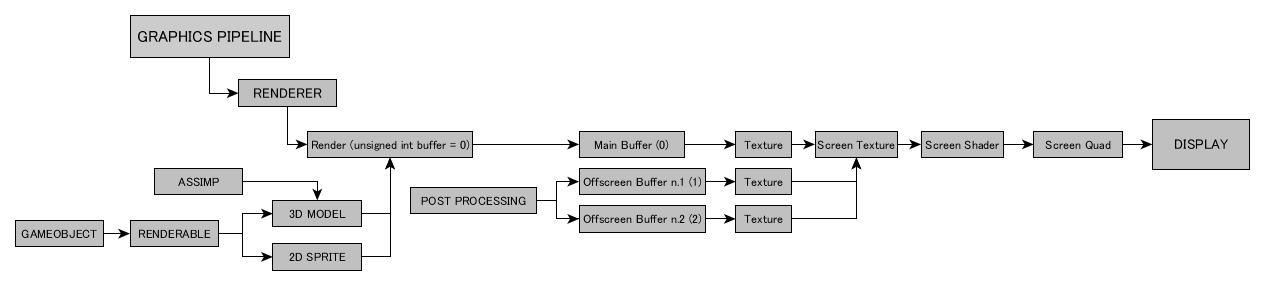 GRAPHICS PIPELINE
RENDERER
Render (unsigned int buffer = 0)
Main Buffer (0)
Texture
Screen Texture
Screen Shader
Screen Quad
DISPLAY
ASSIMP
Offscreen Buffer n.1 (1)
Texture
POST PROCESSING
3D MODEL
Offscreen Buffer n.2 (2)
Texture
GAMEOBJECT
RENDERABLE
2D SPRITE